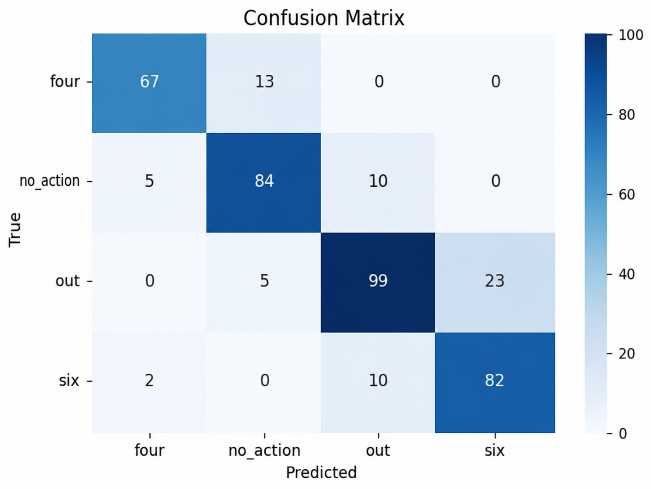 Confusion Matrix
four 67 13 0 0
no_action 5 84 10 0
out 0 5 99 23
six 2 0 10 82
four no_action out six
Predicted
True
100
80
60
40
20
0